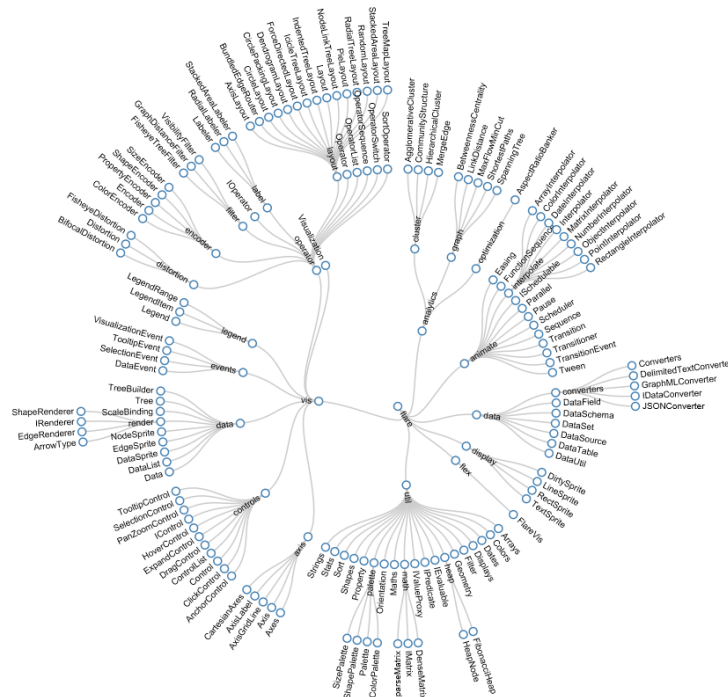 flare
analytics
cluster
AgglomerativeCluster
CommunityStructure
HierarchicalCluster
MergeEdge
graph
BetweennessCentrality
LinkDistance
MaxFlowMinCut
ShortestPaths
SpanningTree
optimization
AspectRatioBanker
animate
Easing
FunctionSequence
interpolate
ArrayInterpolator
ColorInterpolator
DateInterpolator
Interpolator
MatrixInterpolator
NumberInterpolator
ObjectInterpolator
PointInterpolator
RectangleInterpolator
ISchedulable
Parallel
Pause
Scheduler
Sequence
Transition
Transitioner
TransitionEvent
Tween
data
converters
Converters
DelimitedTextConverter
GraphMLConverter
IDataConverter
JSONConverter
DataField
DataSchema
DataSet
DataSource
DataTable
DataUtil
display
DirtySprite
LineSprite
RectSprite
TextSprite
flex
FlareVis
util
Arrays
Colors
Dates
Displays
Filter
Geometry
heap
FibonacciHeap
HeapNode
IEvaluable
IPredicate
IValueProxy
math
DenseMatrix
IMatrix
parseMatrix
Maths
Orientation
palette
ColorPalette
Palette
ShapePalette
SizePalette
Property
Shapes
Sort
Stats
Strings
vis
axis
Axes
Axis
AxisGridLine
AxisLabel
CartesianAxes
controls
AnchorControl
ClickControl
Control
ControlList
DragControl
ExpandControl
HoverControl
IControl
PanZoomControl
SelectionControl
TooltipControl
data
Data
DataList
DataSprite
EdgeSprite
NodeSprite
render
ArrowType
EdgeRenderer
IRenderer
ShapeRenderer
ScaleBinding
Tree
TreeBuilder
events
DataEvent
SelectionEvent
TooltipEvent
VisualizationEvent
legend
Legend
LegendItem
LegendRange
operator
distortion
BifocalDistortion
Distortion
FisheyeDistortion
encoder
ColorEncoder
Encoder
PropertyEncoder
ShapeEncoder
SizeEncoder
filter
FisheyeTreeFilter
GraphDistanceFilter
VisibilityFilter
IOperator
label
Labeler
RadialLabeler
StackedAreaLabeler
layout
AxisLayout
BundledEdgeRouter
CircleLayout
CirclePackingLayout
DendrogramLayout
ForceDirectedLayout
IcicleTreeLayout
IndentedTreeLayout
Layout
NodeLinkTreeLayout
PieLayout
RadialTreeLayout
RandomLayout
StackedAreaLayout
TreeMapLayout
Operator
OperatorList
OperatorSequence
OperatorSwitch
SortOperator
Visualization